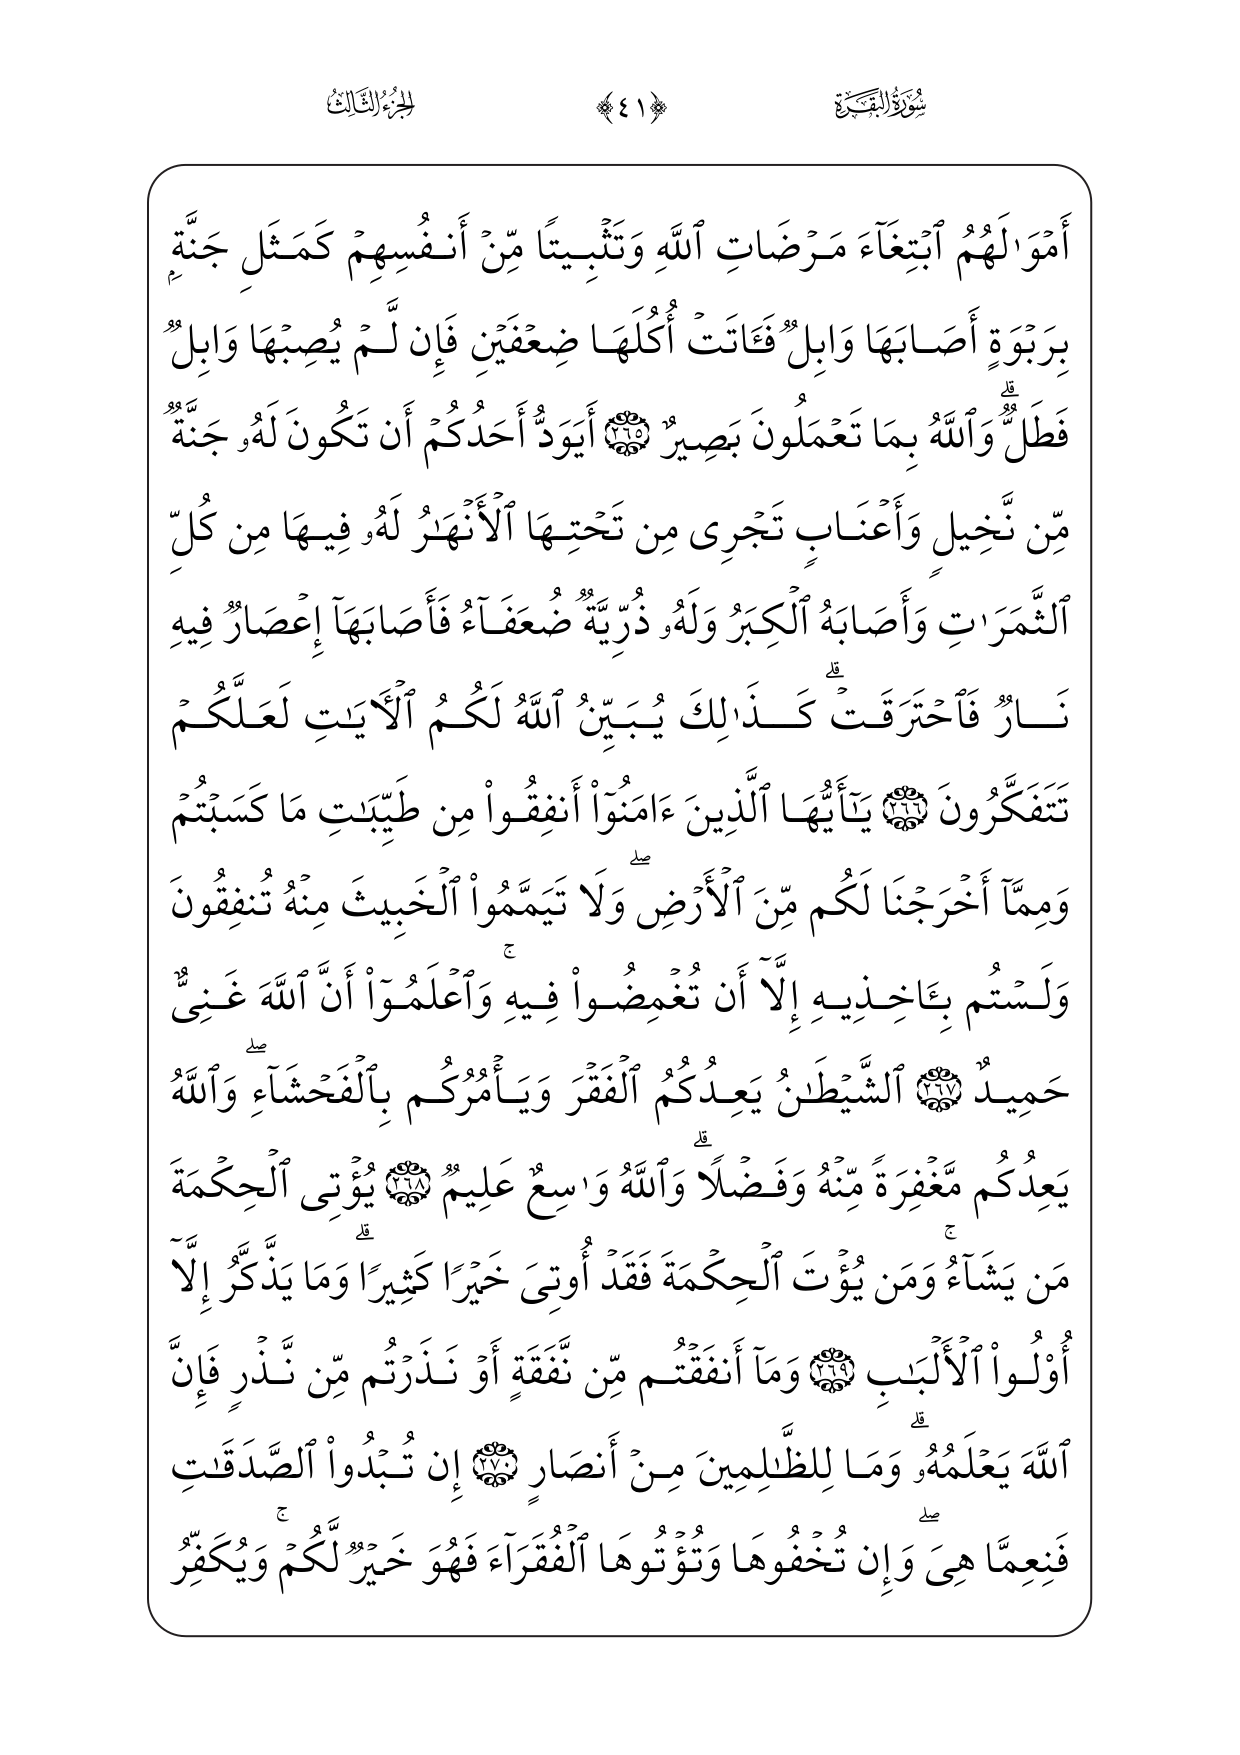 سُورَةُ البَقَرَةِ ﴿٤١﴾ الجُزْءُ الثَّالِثُ
أَمۡوَٰلَهُمُ ٱبۡتِغَآءَ مَرۡضَاتِ ٱللَّهِ وَتَثۡبِيتٗا مِّنۡ أَنفُسِهِمۡ كَمَثَلِ جَنَّةِۭ
بِرَبۡوَةٍ أَصَابَهَا وَابِلٞ فَـَٔاتَتۡ أُكُلَهَا ضِعۡفَيۡنِ فَإِن لَّمۡ يُصِبۡهَا وَابِلٞ
فَطَلّٞۗ وَٱللَّهُ بِمَا تَعۡمَلُونَ بَصِيرٌ ٢٦٥ أَيَوَدُّ أَحَدُكُمۡ أَن تَكُونَ لَهُۥ جَنَّةٞ
مِّن نَّخِيلٖ وَأَعۡنَابٖ تَجۡرِي مِن تَحۡتِهَا ٱلۡأَنۡهَٰرُ لَهُۥ فِيهَا مِن كُلِّ
ٱلثَّمَرَٰتِ وَأَصَابَهُ ٱلۡكِبَرُ وَلَهُۥ ذُرِّيَّةٞ ضُعَفَآءُ فَأَصَابَهَآ إِعۡصَارٞ فِيهِ
نَارٞ فَٱحۡتَرَقَتۡۗ كَذَٰلِكَ يُبَيِّنُ ٱللَّهُ لَكُمُ ٱلۡأٓيَٰتِ لَعَلَّكُمۡ
تَتَفَكَّرُونَ ٢٦٦ يَٰٓأَيُّهَا ٱلَّذِينَ ءَامَنُوٓاْ أَنفِقُواْ مِن طَيِّبَٰتِ مَا كَسَبۡتُمۡ
وَمِمَّآ أَخۡرَجۡنَا لَكُم مِّنَ ٱلۡأَرۡضِۖ وَلَا تَيَمَّمُواْ ٱلۡخَبِيثَ مِنۡهُ تُنفِقُونَ
وَلَسۡتُم بِـَٔاخِذِيهِ إِلَّآ أَن تُغۡمِضُواْ فِيهِۚ وَٱعۡلَمُوٓاْ أَنَّ ٱللَّهَ غَنِيٌّ
حَمِيدٌ ٢٦٧ ٱلشَّيۡطَٰنُ يَعِدُكُمُ ٱلۡفَقۡرَ وَيَأۡمُرُكُم بِٱلۡفَحۡشَآءِۖ وَٱللَّهُ
يَعِدُكُم مَّغۡفِرَةٗ مِّنۡهُ وَفَضۡلٗاۗ وَٱللَّهُ وَٰسِعٌ عَلِيمٞ ٢٦٨ يُؤۡتِي ٱلۡحِكۡمَةَ
مَن يَشَآءُۚ وَمَن يُؤۡتَ ٱلۡحِكۡمَةَ فَقَدۡ أُوتِيَ خَيۡرٗا كَثِيرٗاۗ وَمَا يَذَّكَّرُ إِلَّآ
أُوْلُواْ ٱلۡأَلۡبَٰبِ ٢٦٩ وَمَآ أَنفَقۡتُم مِّن نَّفَقَةٍ أَوۡ نَذَرۡتُم مِّن نَّذۡرٖ فَإِنَّ
ٱللَّهَ يَعۡلَمُهُۥۗ وَمَا لِلظَّٰلِمِينَ مِنۡ أَنصَارٍ ٢٧٠ إِن تُبۡدُواْ ٱلصَّدَقَٰتِ
فَنِعِمَّا هِيَۖ وَإِن تُخۡفُوهَا وَتُؤۡتُوهَا ٱلۡفُقَرَآءَ فَهُوَ خَيۡرٞ لَّكُمۡۚ وَيُكَفِّرُ